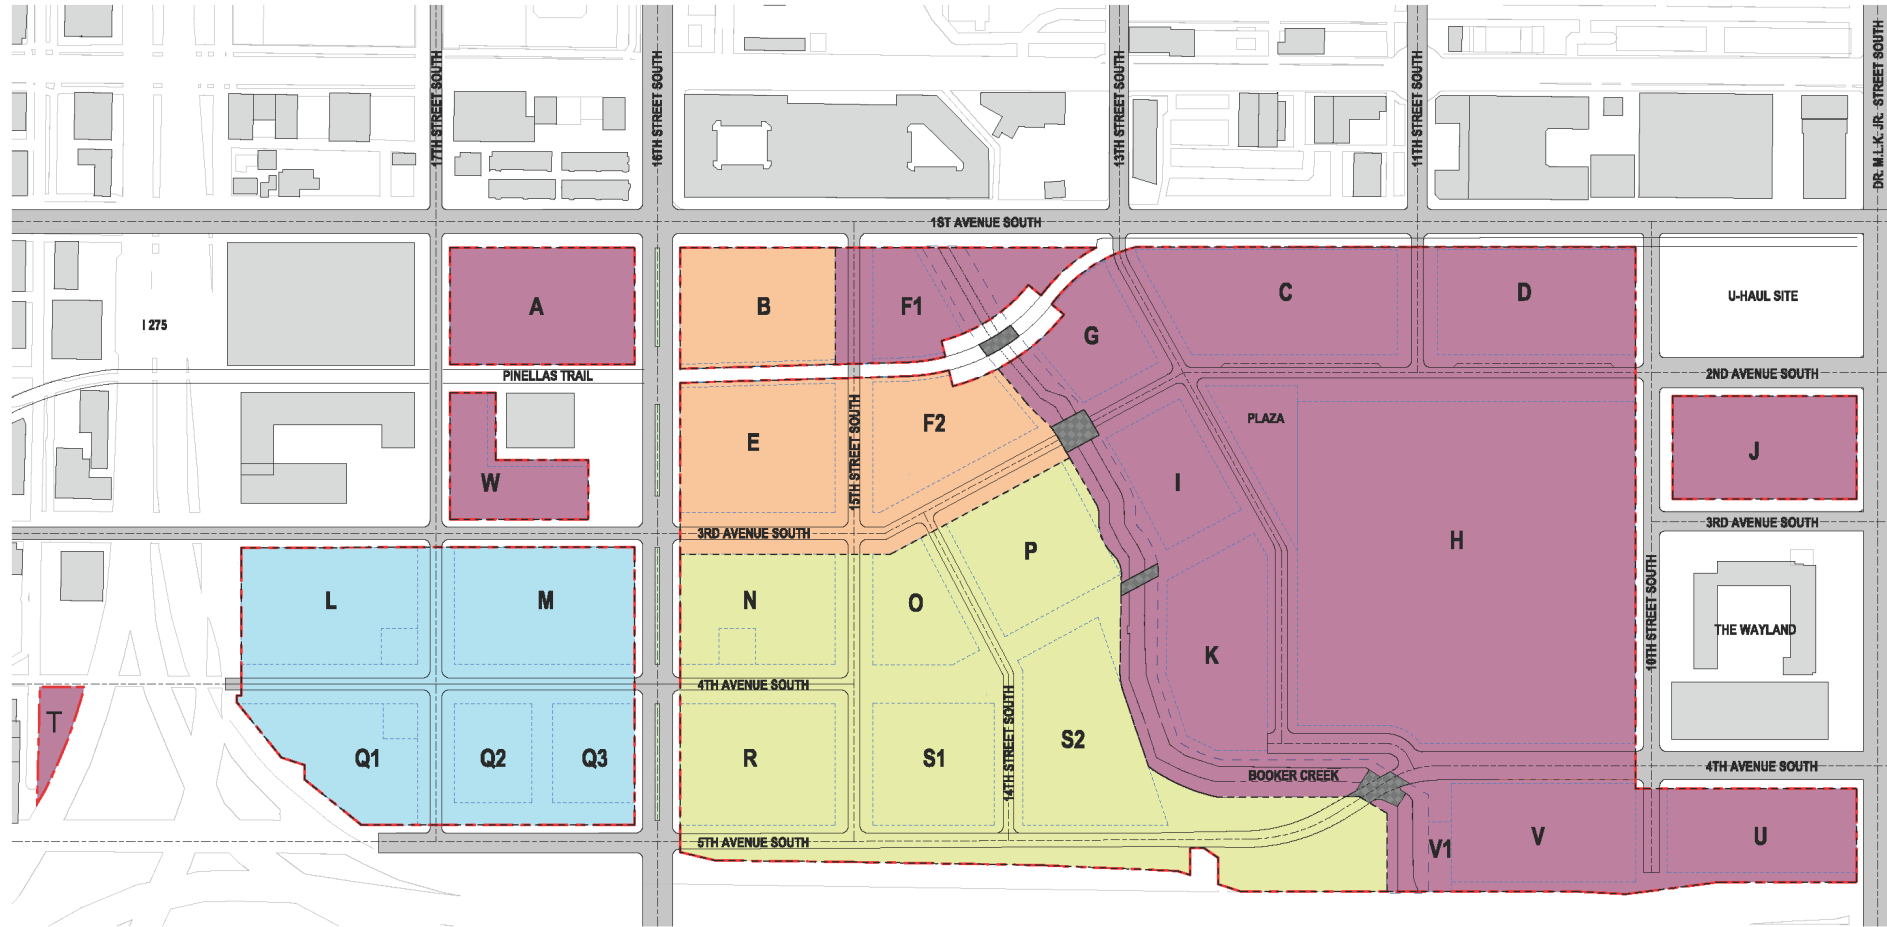 17TH STREET SOUTH
16TH STREET SOUTH
13TH STREET SOUTH
11TH STREET SOUTH
DR. M.L.K. JR. STREET SOUTH
1ST AVENUE SOUTH
A
B
F1
G
C
D
U-HAUL SITE
I 275
PINELLAS TRAIL
2ND AVENUE SOUTH
W
E
15TH STREET SOUTH
F2
PLAZA
I
H
J
3RD AVENUE SOUTH
3RD AVENUE SOUTH
L
M
N
O
P
K
10TH STREET SOUTH
THE WAYLAND
4TH AVENUE SOUTH
T
Q1
Q2
Q3
R
S1
14TH STREET SOUTH
S2
BOOKER CREEK
4TH AVENUE SOUTH
5TH AVENUE SOUTH
V1
V
U